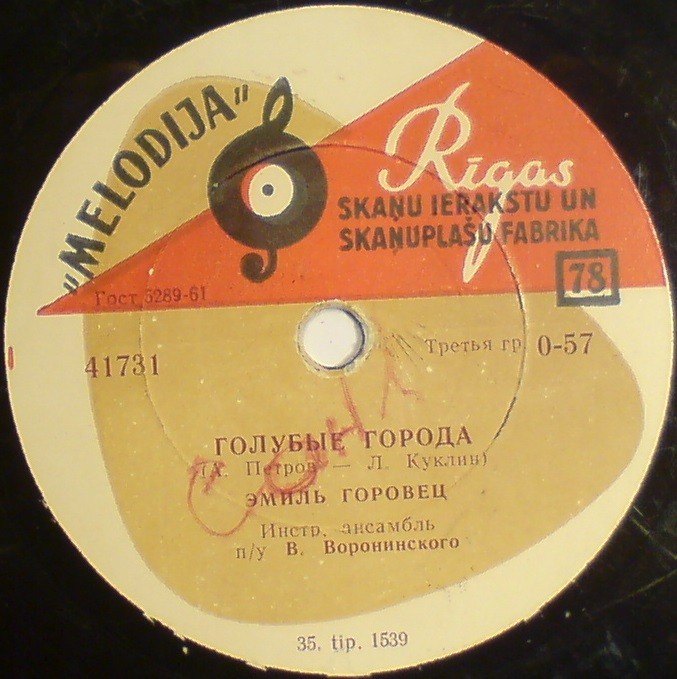 "MELODIJA"
Rīgas
SKAŅU IERAKSTU UN
SKAŅUPLAŠU FABRIKA
78
Гост 5289-61
41731
Третья гр. 0-57
ГОЛУБЫЕ ГОРОДА
(А. Петров — Л. Куклин)
ЭМИЛЬ ГОРОВЕЦ
Инстр. ансамбль
п/у В. Воронинского
35. tip. 1539